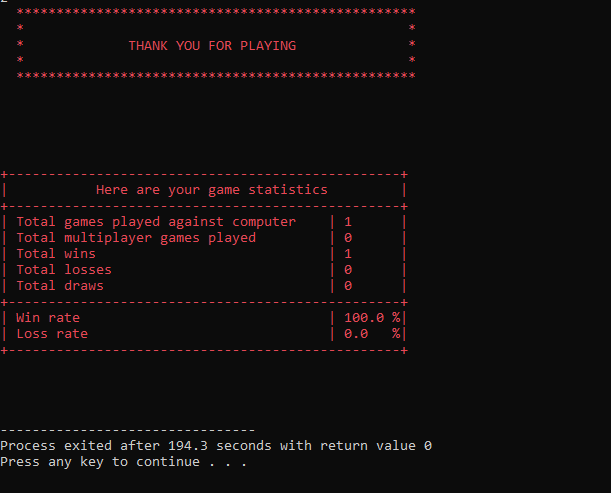 **************************************************
*                                                *
*             THANK YOU FOR PLAYING              *
*                                                *
**************************************************
+-------------------------------------------------+
|           Here are your game statistics         |
+-------------------------------------------------+
| Total games played against computer    | 1      |
| Total multiplayer games played         | 0      |
| Total wins                             | 1      |
| Total losses                           | 0      |
| Total draws                            | 0      |
+-------------------------------------------------+
| Win rate                               | 100.0 %|
| Loss rate                              | 0.0   %|
+-------------------------------------------------+
--------------------------------
Process exited after 194.3 seconds with return value 0
Press any key to continue . . .